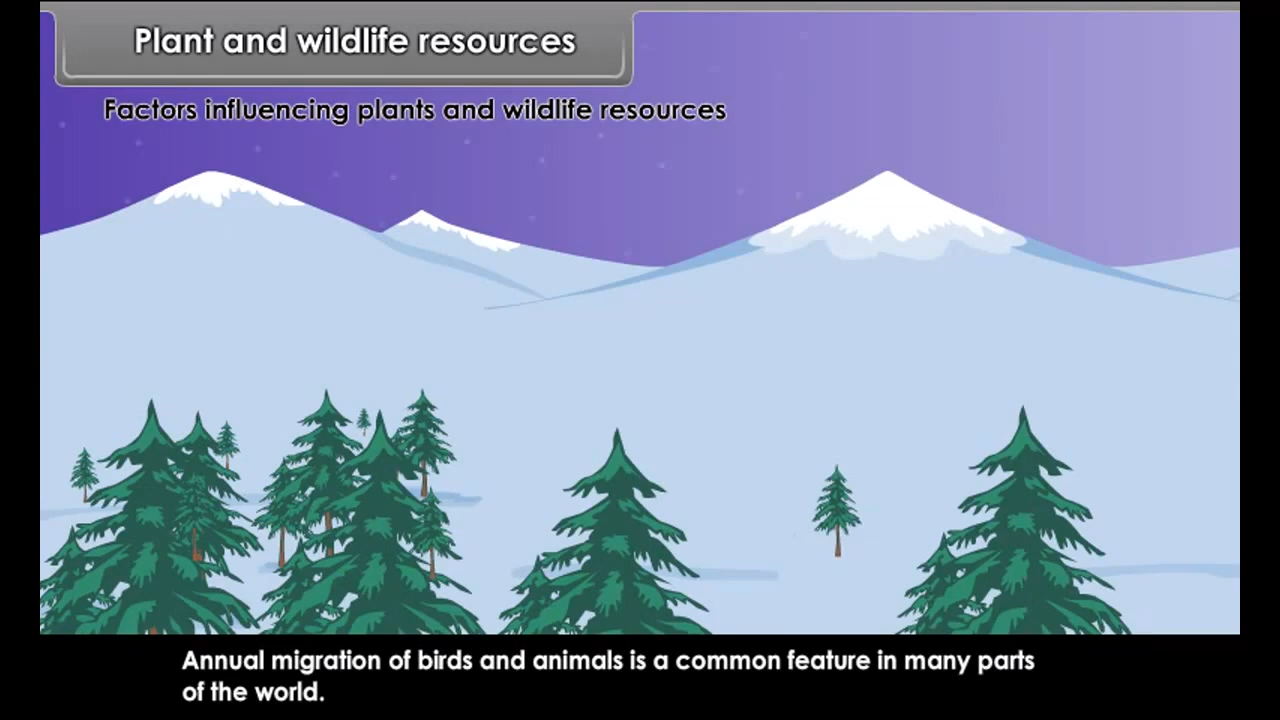 Plant and wildlife resources
Factors influencing plants and wildlife resources
Annual migration of birds and animals is a common feature in many parts
of the world.